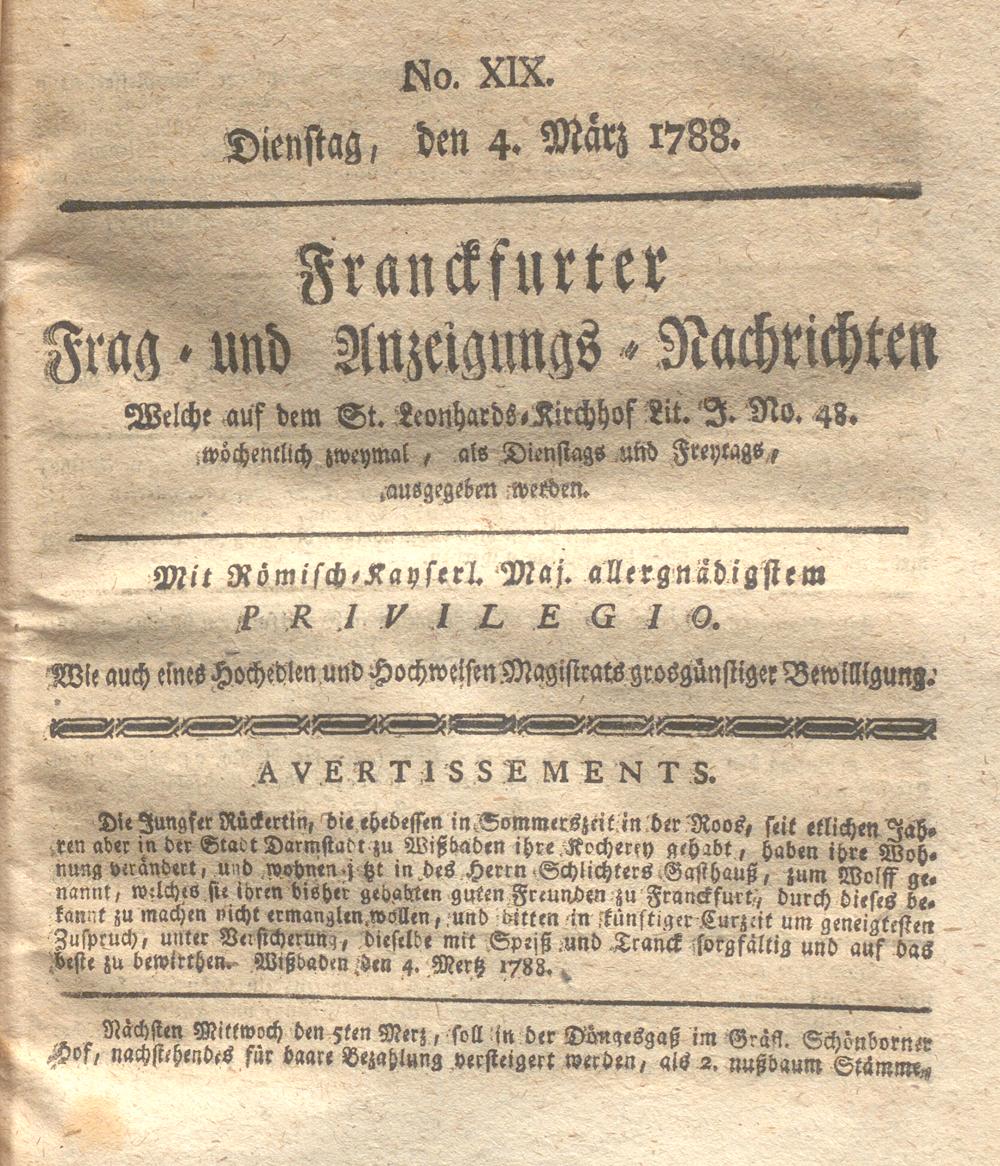 No. XIX.
Dienstag, den 4. März 1788.
Franckfurter
Frag - und Anzeigungs - Nachrichten
Welche auf dem St. Leonhards-Kirchhof Lit. J. No. 48.
wöchentlich zweymal, als Dienstags und Freytags,
ausgegeben werden.
Mit Römisch-Kayserl. Maj. allergnädigstem
PRIVILEGIO.
Wie auch eines Hochedlen und Hochweisen Magistrats grosgünstiger Bewilligung.
AVERTISSEMENTS.
Die Jungfer Rückertin, die ehedessen in Sommerszeit in der Roos, seit etlichen Jah-
ren aber in der Stadt Darmstadt zu Wißbaden ihre Kocherey gehabt, haben ihre Woh-
nung verändert, und wohnen jetzt in des Herrn Schlichters Gasthauß, zum Wolff ge-
nannt, welches sie ihren bisher gehabten guten Freunden zu Franckfurt, durch dieses be-
kannt zu machen nicht ermanglen wollen, und bitten in künstiger Curzeit um geneigtesten
Zuspruch, unter Versicherung, dieselbe mit Speiß und Tranck sorgfältig und auf das
beste zu bewirthen. Wißbaden den 4. Mertz 1788.
Nächsten Mittwoch den 5ten Merz, soll in der Döngesgaß im Gräfl. Schönborner
Hof, nachstehendes für baare Bezahlung versteigert werden, als 2. nußbaum Stämme,